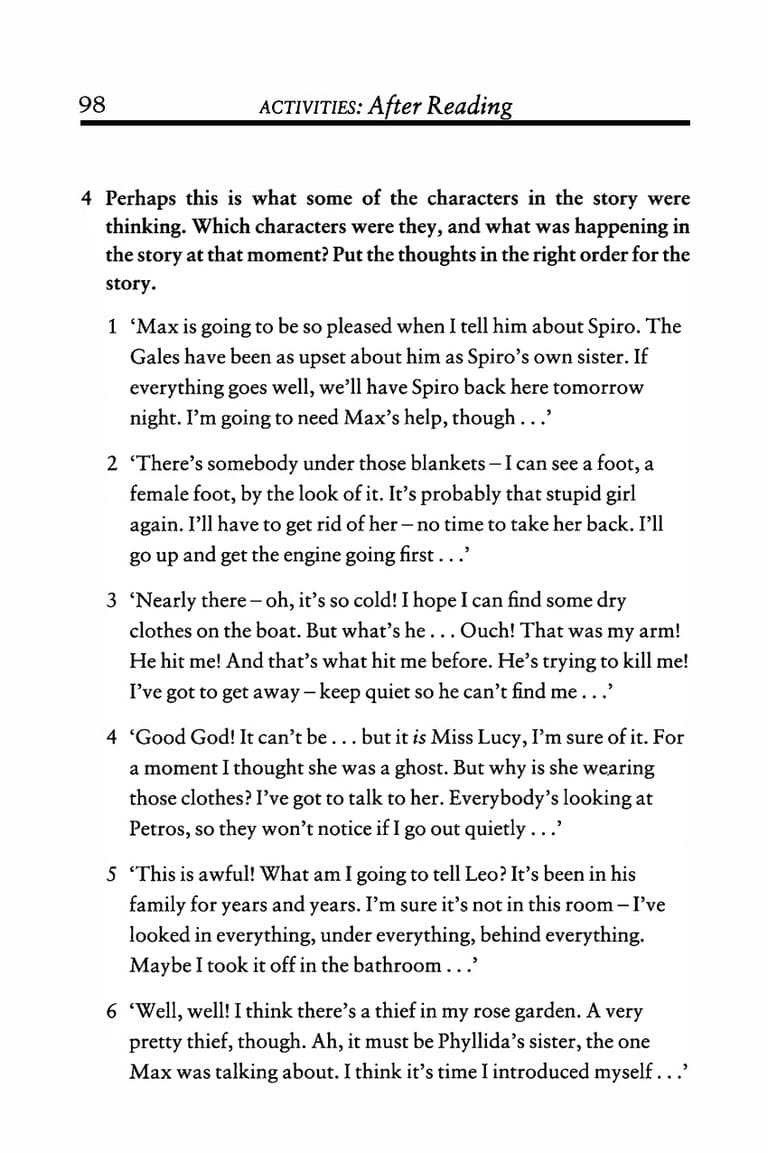 98 ACTIVITIES: After Reading
4 Perhaps this is what some of the characters in the story were
thinking. Which characters were they, and what was happening in
the story at that moment? Put the thoughts in the right order for the
story.
1 ‘Max is going to be so pleased when I tell him about Spiro. The
Gales have been as upset about him as Spiro’s own sister. If
everything goes well, we’ll have Spiro back here tomorrow
night. I’m going to need Max’s help, though . . .’
2 ‘There’s somebody under those blankets – I can see a foot, a
female foot, by the look of it. It’s probably that stupid girl
again. I’ll have to get rid of her – no time to take her back. I’ll
go up and get the engine going first . . .’
3 ‘Nearly there – oh, it’s so cold! I hope I can find some dry
clothes on the boat. But what’s he . . . Ouch! That was my arm!
He hit me! And that’s what hit me before. He’s trying to kill me!
I’ve got to get away – keep quiet so he can’t find me . . .’
4 ‘Good God! It can’t be . . . but it is Miss Lucy, I’m sure of it. For
a moment I thought she was a ghost. But why is she wearing
those clothes? I’ve got to talk to her. Everybody’s looking at
Petros, so they won’t notice if I go out quietly . . .’
5 ‘This is awful! What am I going to tell Leo? It’s been in his
family for years and years. I’m sure it’s not in this room – I’ve
looked in everything, under everything, behind everything.
Maybe I took it off in the bathroom . . .’
6 ‘Well, well! I think there’s a thief in my rose garden. A very
pretty thief, though. Ah, it must be Phyllida’s sister, the one
Max was talking about. I think it’s time I introduced myself . . .’